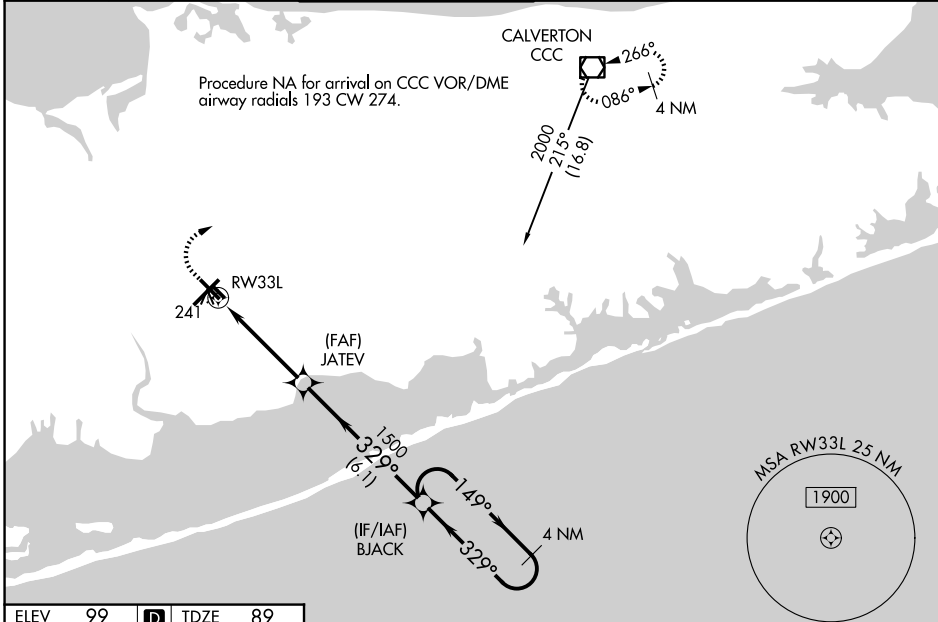 CALVERTON
CCC
266°
086°
4 NM
Procedure NA for arrival on CCC VOR/DME
airway radials 193 CW 274.
2000
215°
(16.8)
RW33L
241
(FAF)
JATEV
1500
329°
(6.1)
149°
4 NM
329°
(IF/IAF)
BJACK
MSA RW33L 25 NM
1900
ELEV 99 D TDZE 89